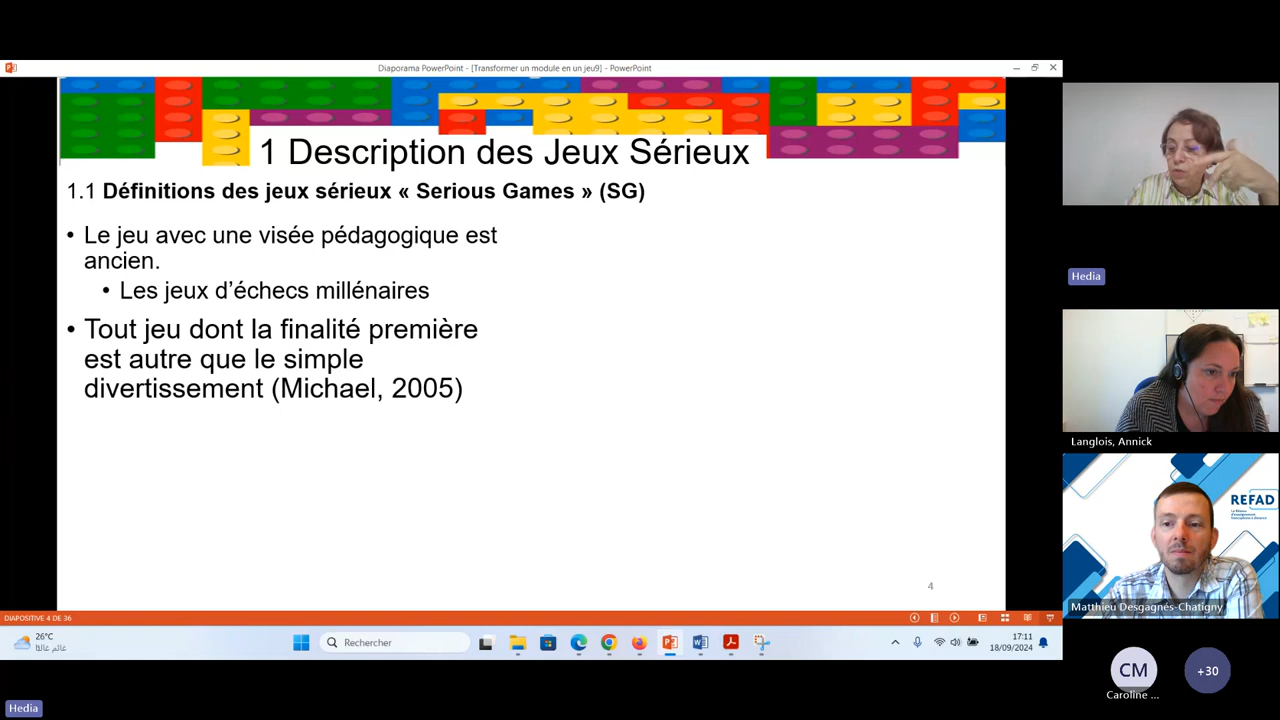 Diaporama PowerPoint - [Transformer un module en un jeu9] - PowerPoint
1 Description des Jeux Sérieux
1.1 Définitions des jeux sérieux « Serious Games » (SG)
• Le jeu avec une visée pédagogique est
ancien.
• Les jeux d'échecs millénaires
• Tout jeu dont la finalité première
est autre que le simple
divertissement (Michael, 2005)
4
DIAPOSITIVE 4 DE 36
26°C
غائم غالبًا
Rechercher
17:11
18/09/2024
Hedia
Hedia
Langlois, Annick
REFAD
Matthieu Desgagnés-Chatigny
CM
Caroline ...
+30